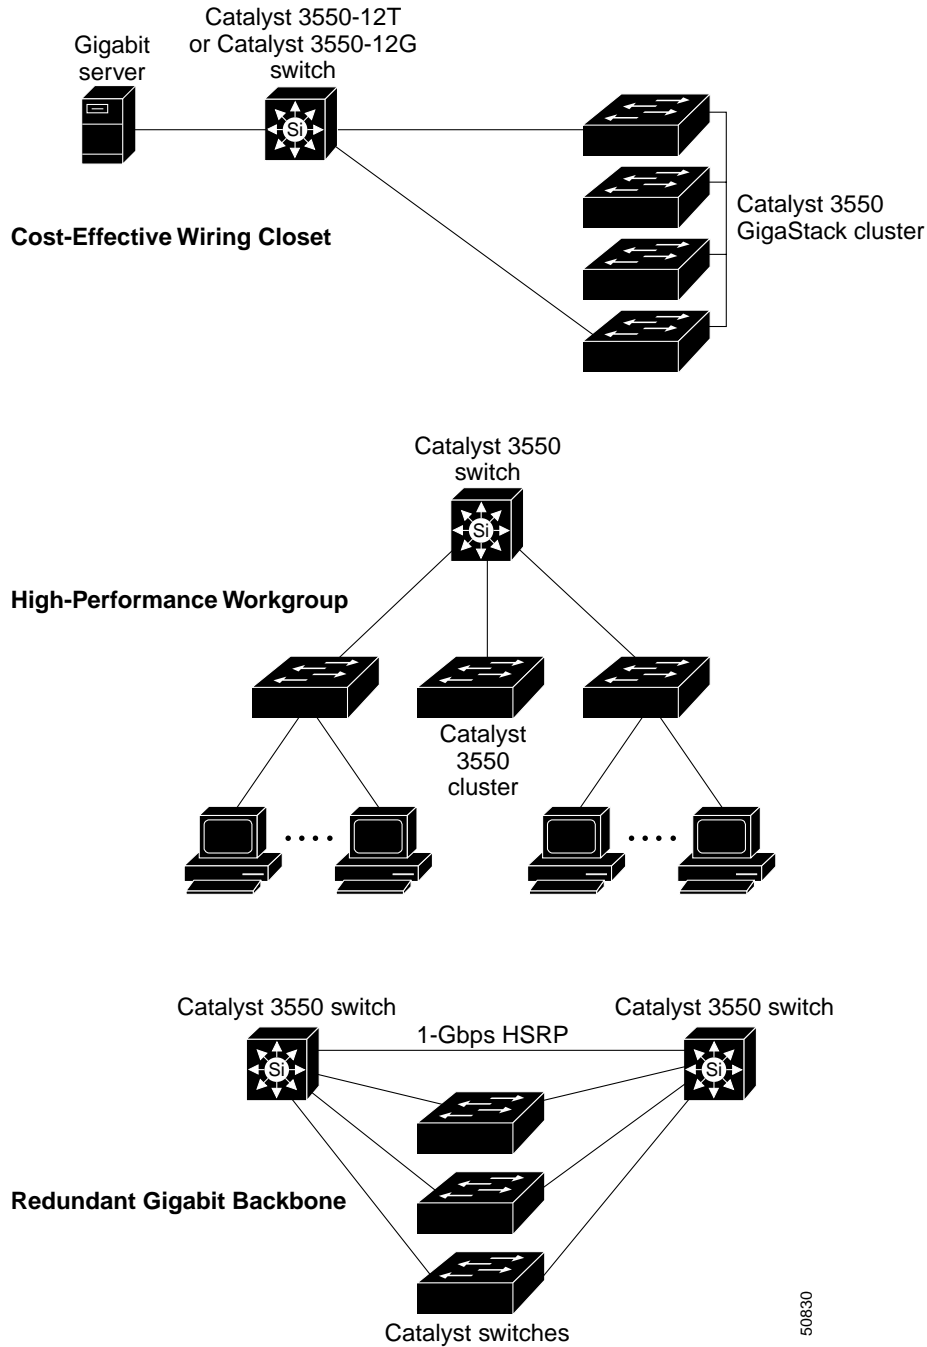 Catalyst 3550-12T
or Catalyst 3550-12G
switch
Gigabit
server
Si
Catalyst 3550
GigaStack cluster
Cost-Effective Wiring Closet
Catalyst 3550
switch
Si
High-Performance Workgroup
Catalyst
3550
cluster
Catalyst 3550 switch
Catalyst 3550 switch
1-Gbps HSRP
Si
Si
Redundant Gigabit Backbone
Catalyst switches
50830